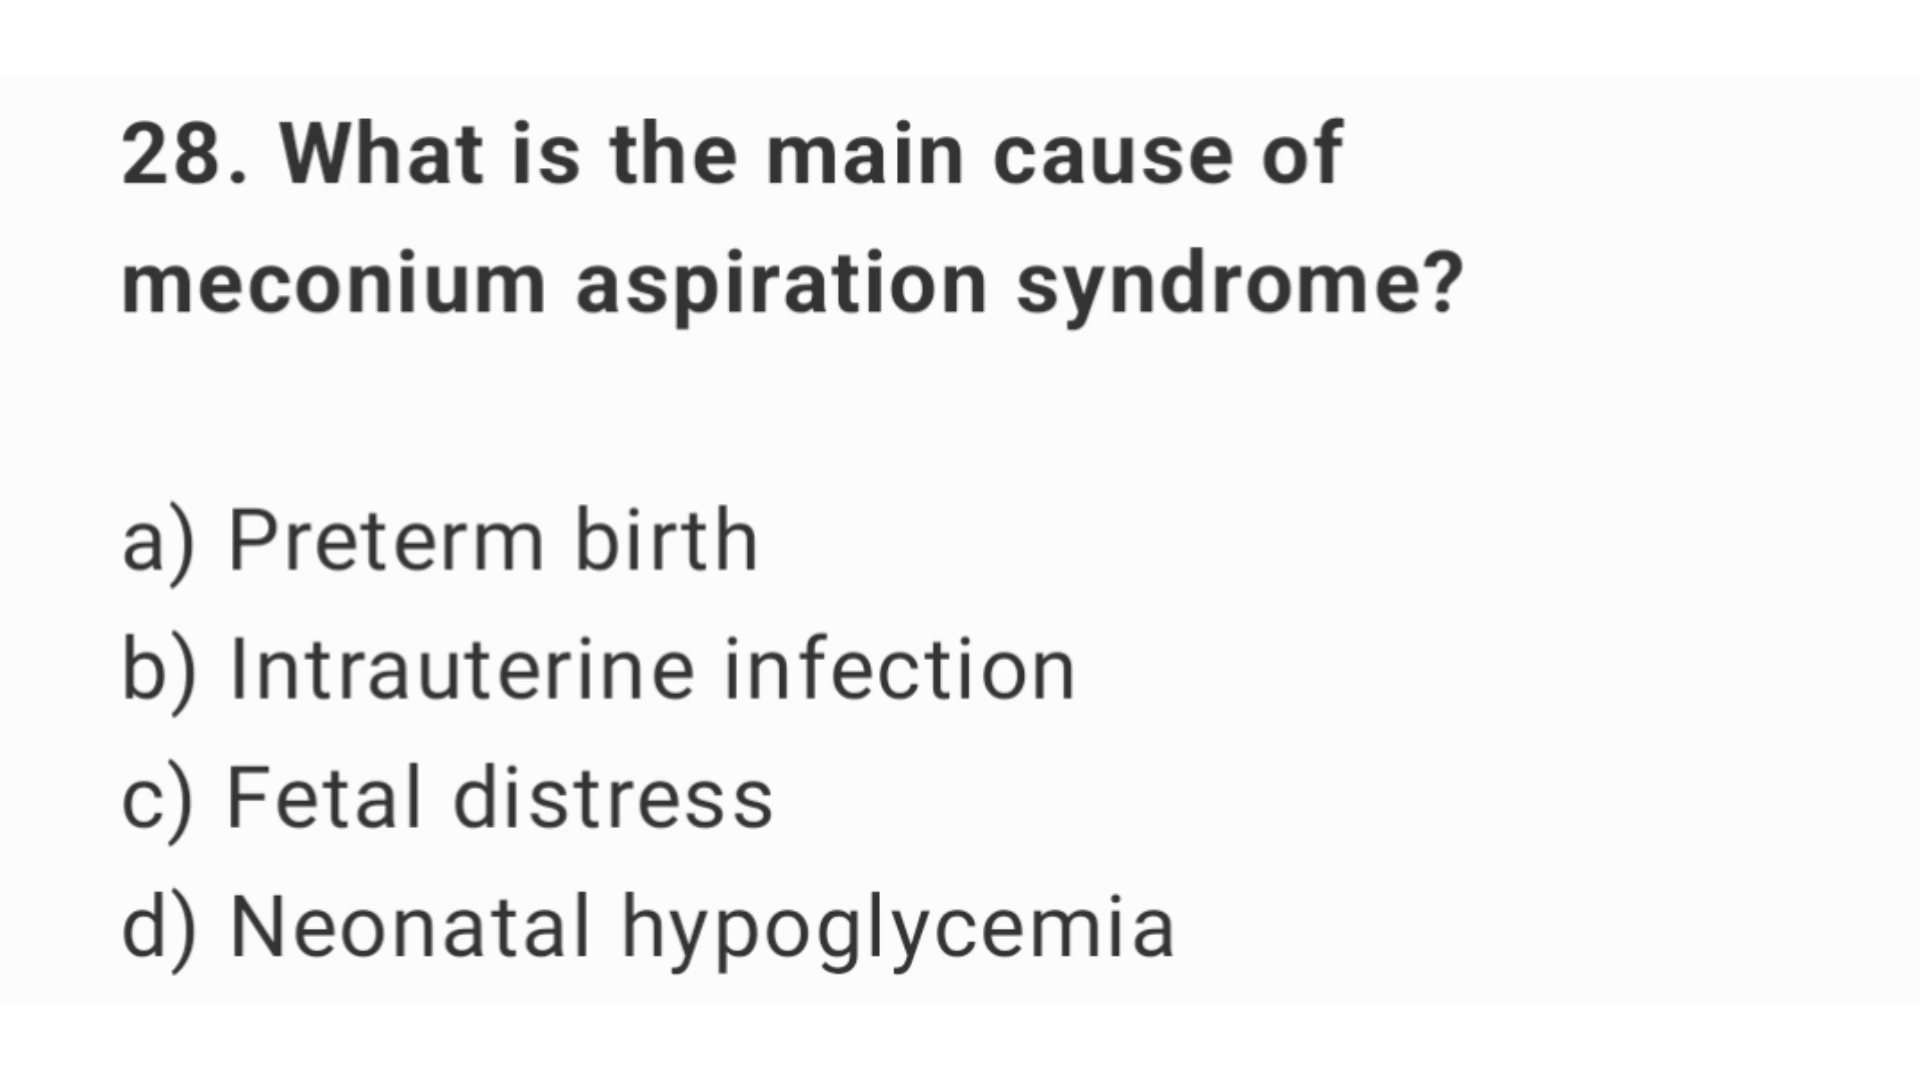 28. What is the main cause of
meconium aspiration syndrome?
a) Preterm birth
b) Intrauterine infection
c) Fetal distress
d) Neonatal hypoglycemia